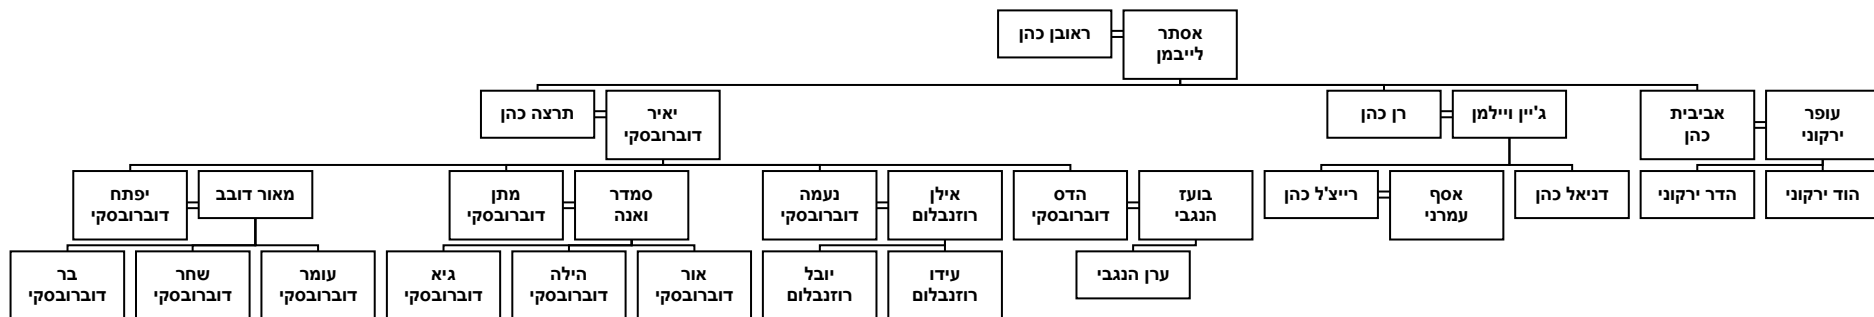 אסתר
לייבמן
ראובן כהן
עופר
ירקוני
אביבית
כהן
ג'יין ויילמן
רן כהן
יאיר
דוברובסקי
תרצה כהן
הוד ירקוני
הדר ירקוני
דניאל כהן
אסף
עמרני
רייצ'ל כהן
בועז
הנגבי
הדס
דוברובסקי
אילן
רוזנבלום
נעמה
דוברובסקי
סמדר
ואנה
מתן
דוברובסקי
מאור דובב
יפתח
דוברובסקי
ערן הנגבי
עידו
רוזנבלום
יובל
רוזנבלום
אור
דוברובסקי
הילה
דוברובסקי
גיא
דוברובסקי
עומר
דוברובסקי
שחר
דוברובסקי
בר
דוברובסקי